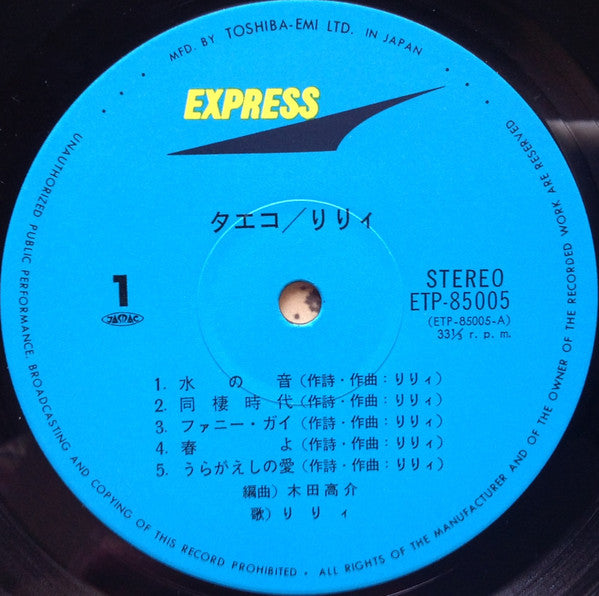 MFD. BY TOSHIBA-EMI LTD. IN JAPAN
EXPRESS
タエコ／りりィ
1
JASRAC
STEREO
ETP-85005
(ETP-85005-A)
33⅓ r. p. m.
1. 水の音 (作詩・作曲：りりィ)
2. 同棲時代 (作詩・作曲：りりィ)
3. ファニー・ガイ (作詩・作曲：りりィ)
4. 春よ (作詩・作曲：りりィ)
5. うらがえしの愛 (作詩・作曲：りりィ)
編曲) 木田高介
歌) りりィ
UNAUTHORIZED PUBLIC PERFORMANCE, BROADCASTING AND COPYING OF THIS RECORD PROHIBITED • ALL RIGHTS OF THE MANUFACTURER AND OF THE OWNER OF THE RECORDED WORK ARE RESERVED